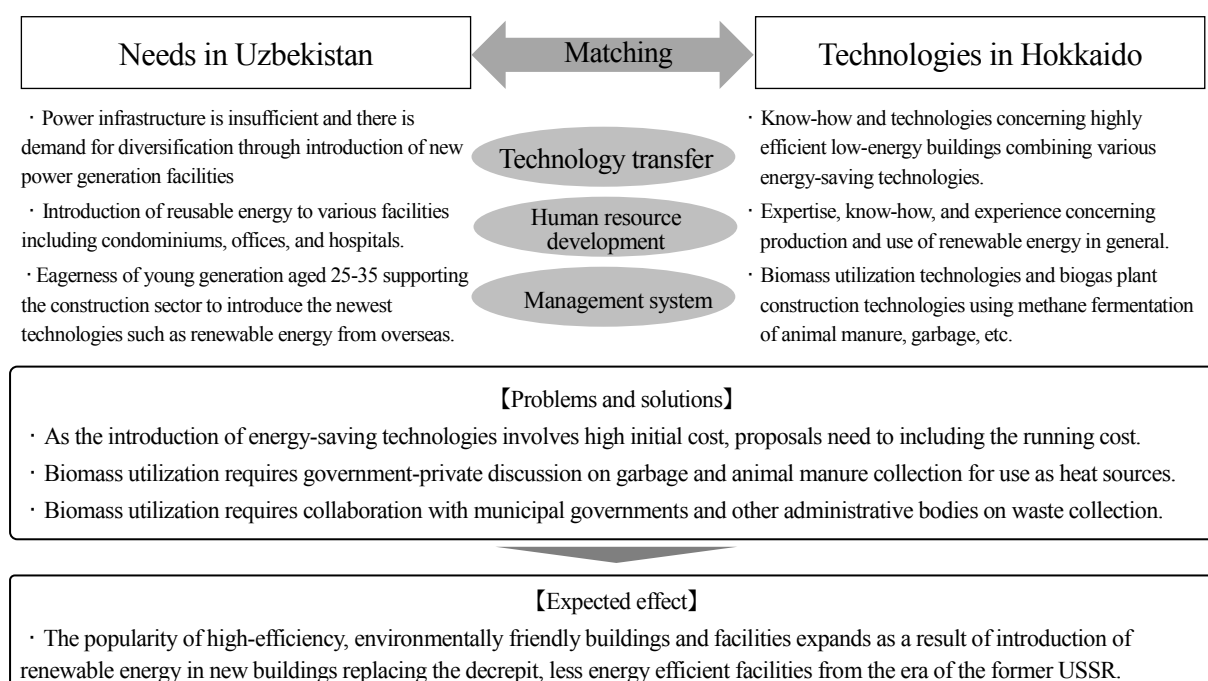 Needs in Uzbekistan
Matching
Technologies in Hokkaido
· Power infrastructure is insufficient and there is
demand for diversification through introduction of new
power generation facilities
· Introduction of reusable energy to various facilities
including condominiums, offices, and hospitals.
· Eagerness of young generation aged 25-35 supporting
the construction sector to introduce the newest
technologies such as renewable energy from overseas.
Technology transfer
Human resource
development
Management system
· Know-how and technologies concerning highly
efficient low-energy buildings combining various
energy-saving technologies.
· Expertise, know-how, and experience concerning
production and use of renewable energy in general.
· Biomass utilization technologies and biogas plant
construction technologies using methane fermentation
of animal manure, garbage, etc.
【Problems and solutions】
· As the introduction of energy-saving technologies involves high initial cost, proposals need to including the running cost.
· Biomass utilization requires government-private discussion on garbage and animal manure collection for use as heat sources.
· Biomass utilization requires collaboration with municipal governments and other administrative bodies on waste collection.
【Expected effect】
· The popularity of high-efficiency, environmentally friendly buildings and facilities expands as a result of introduction of
renewable energy in new buildings replacing the decrepit, less energy efficient facilities from the era of the former USSR.